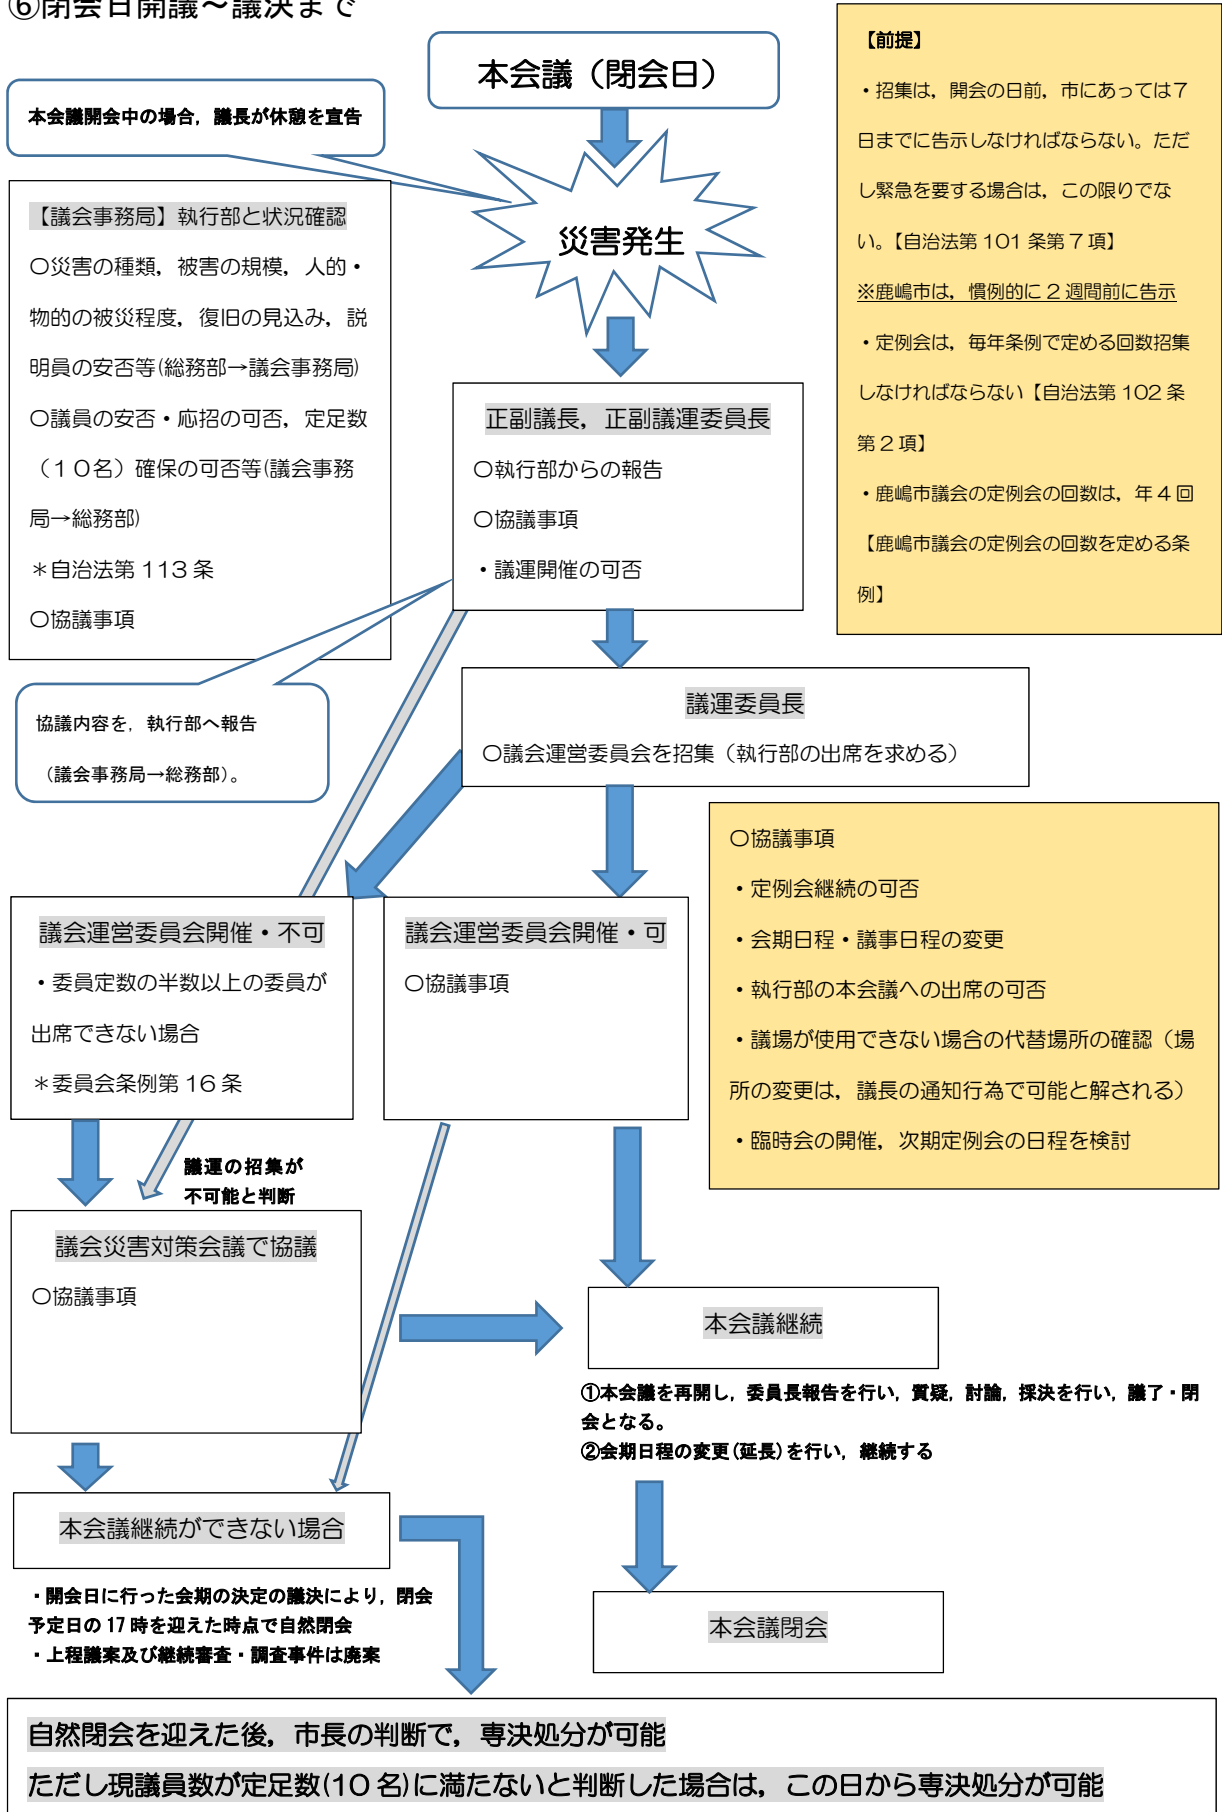 ⑥閉会日開議～議決まで
本会議（閉会日）
本会議開会中の場合，議長が休憩を宣告
災害発生
【前提】
・招集は，開会の日前，市にあっては７
日までに告示しなければならない。ただ
し緊急を要する場合は，この限りでな
い。【自治法第 101 条第７項】
※鹿嶋市は，慣例的に２週間前に告示
・定例会は，毎年条例で定める回数招集
しなければならない【自治法第 102 条
第２項】
・鹿嶋市議会の定例会の回数は，年４回
【鹿嶋市議会の定例会の回数を定める条
例】
【議会事務局】執行部と状況確認
〇災害の種類，被害の規模，人的・
物的の被災程度，復旧の見込み，説
明員の安否等(総務部→議会事務局)
〇議員の安否・応招の可否，定足数
（１０名）確保の可否等(議会事務
局→総務部)
＊自治法第 113 条
〇協議事項
正副議長，正副議運委員長
〇執行部からの報告
〇協議事項
・議運開催の可否
協議内容を，執行部へ報告
（議会事務局→総務部）。
議運委員長
〇議会運営委員会を招集（執行部の出席を求める）
〇協議事項
・定例会継続の可否
・会期日程・議事日程の変更
・執行部の本会議への出席の可否
・議場が使用できない場合の代替場所の確認（場
所の変更は，議長の通知行為で可能と解される）
・臨時会の開催，次期定例会の日程を検討
議会運営委員会開催・不可
・委員定数の半数以上の委員が
出席できない場合
＊委員会条例第 16 条
議会運営委員会開催・可
〇協議事項
議運の招集が
不可能と判断
議会災害対策会議で協議
〇協議事項
本会議継続
①本会議を再開し，委員長報告を行い，質疑，討論，採決を行い，議了・閉
会となる。
②会期日程の変更(延長)を行い，継続する
本会議継続ができない場合
・開会日に行った会期の決定の議決により，閉会
予定日の 17 時を迎えた時点で自然閉会
・上程議案及び継続審査・調査事件は廃案
本会議閉会
自然閉会を迎えた後，市長の判断で，専決処分が可能
ただし現議員数が定足数(10 名)に満たないと判断した場合は，この日から専決処分が可能